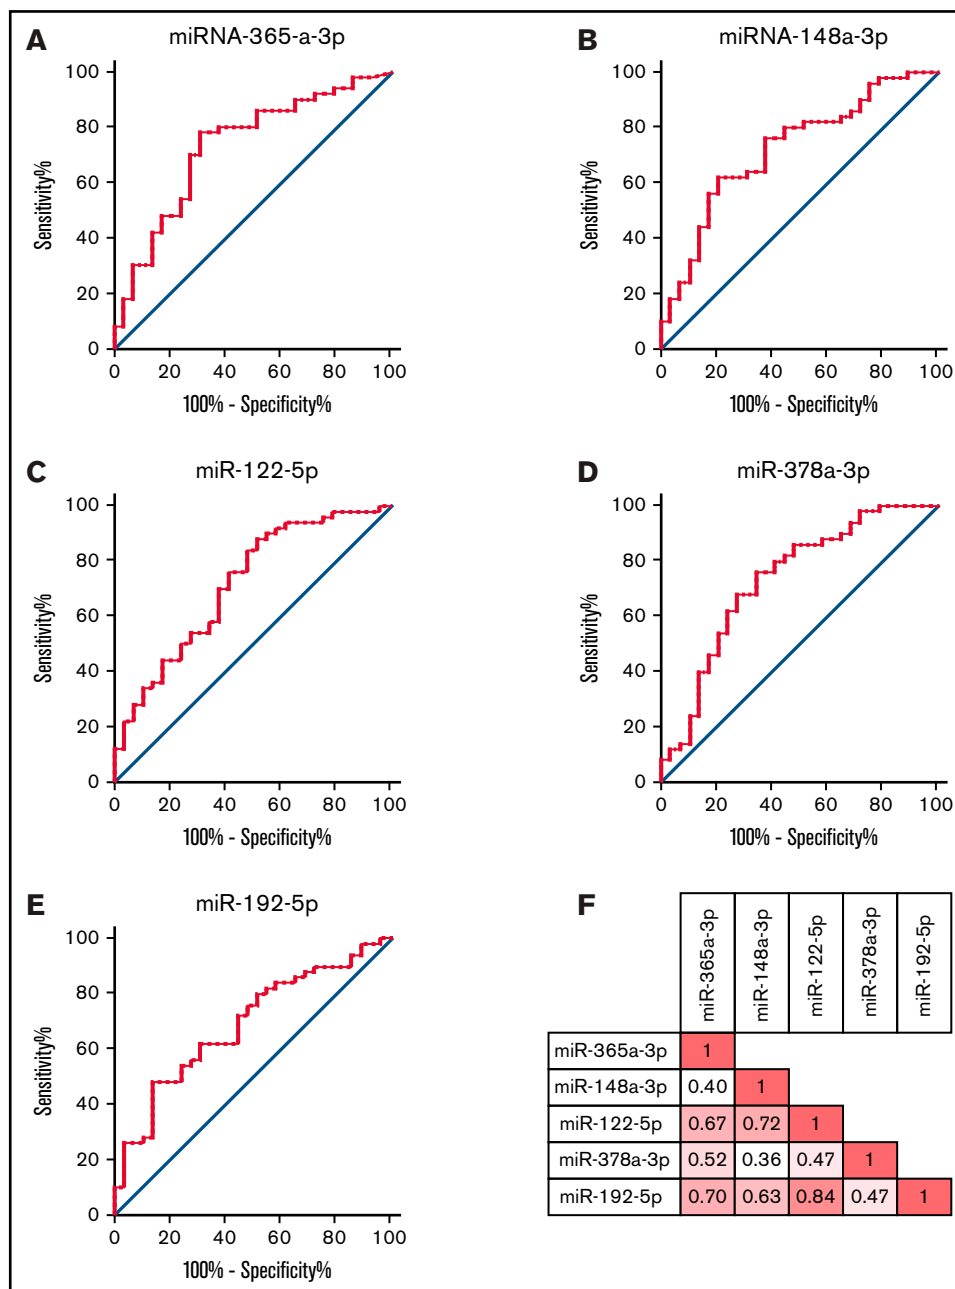 A
miRNA-365-a-3p
100
80
60
40
20
0
Sensitivity%
0 20 40 60 80 100
100% - Specificity%
B
miRNA-148a-3p
100
80
60
40
20
0
Sensitivity%
0 20 40 60 80 100
100% - Specificity%
C
miR-122-5p
100
80
60
40
20
0
Sensitivity%
0 20 40 60 80 100
100% - Specificity%
D
miR-378a-3p
100
80
60
40
20
0
Sensitivity%
0 20 40 60 80 100
100% - Specificity%
E
miR-192-5p
100
80
60
40
20
0
Sensitivity%
0 20 40 60 80 100
100% - Specificity%
F
miR-365a-3p miR-148a-3p miR-122-5p miR-378a-3p miR-192-5p
miR-365a-3p 1
miR-148a-3p 0.40 1
miR-122-5p 0.67 0.72 1
miR-378a-3p 0.52 0.36 0.47 1
miR-192-5p 0.70 0.63 0.84 0.47 1